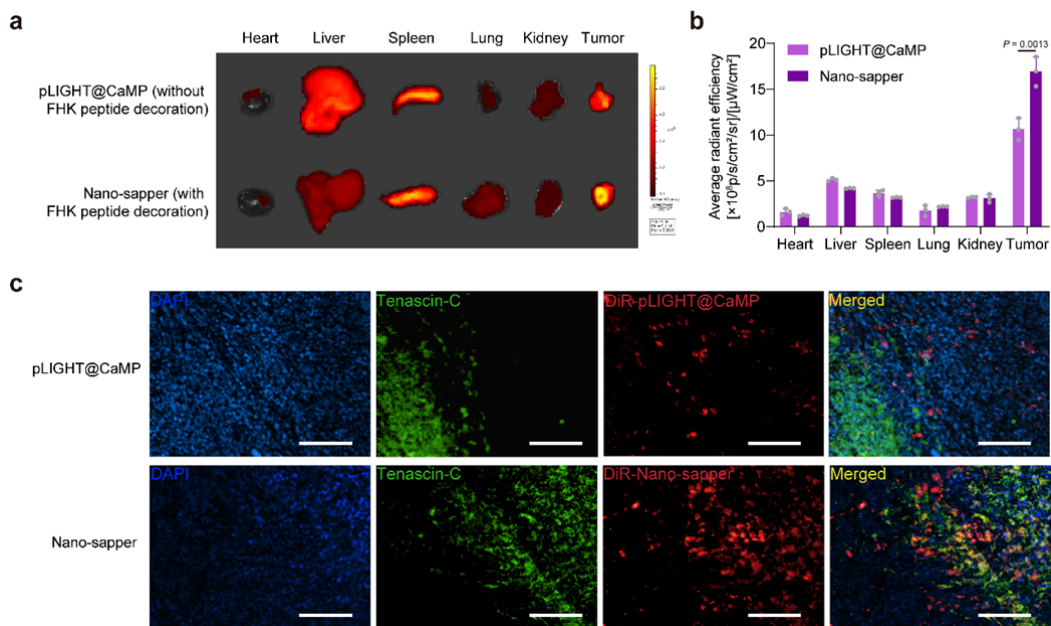 a
Heart Liver Spleen Lung Kidney Tumor
pLIGHT@CaMP (without
FHK peptide decoration)
Nano-sapper (with
FHK peptide decoration)
b
P = 0.0013
pLIGHT@CaMP
Nano-sapper
Average radiant efficiency
[×10⁸p/s/cm²/sr]/[μW/cm²]
20
15
10
5
0
Heart Liver Spleen Lung Kidney Tumor
c
DAPI Tenascin-C DiR-pLIGHT@CaMP Merged
pLIGHT@CaMP
DAPI Tenascin-C DiR-Nano-sapper Merged
Nano-sapper